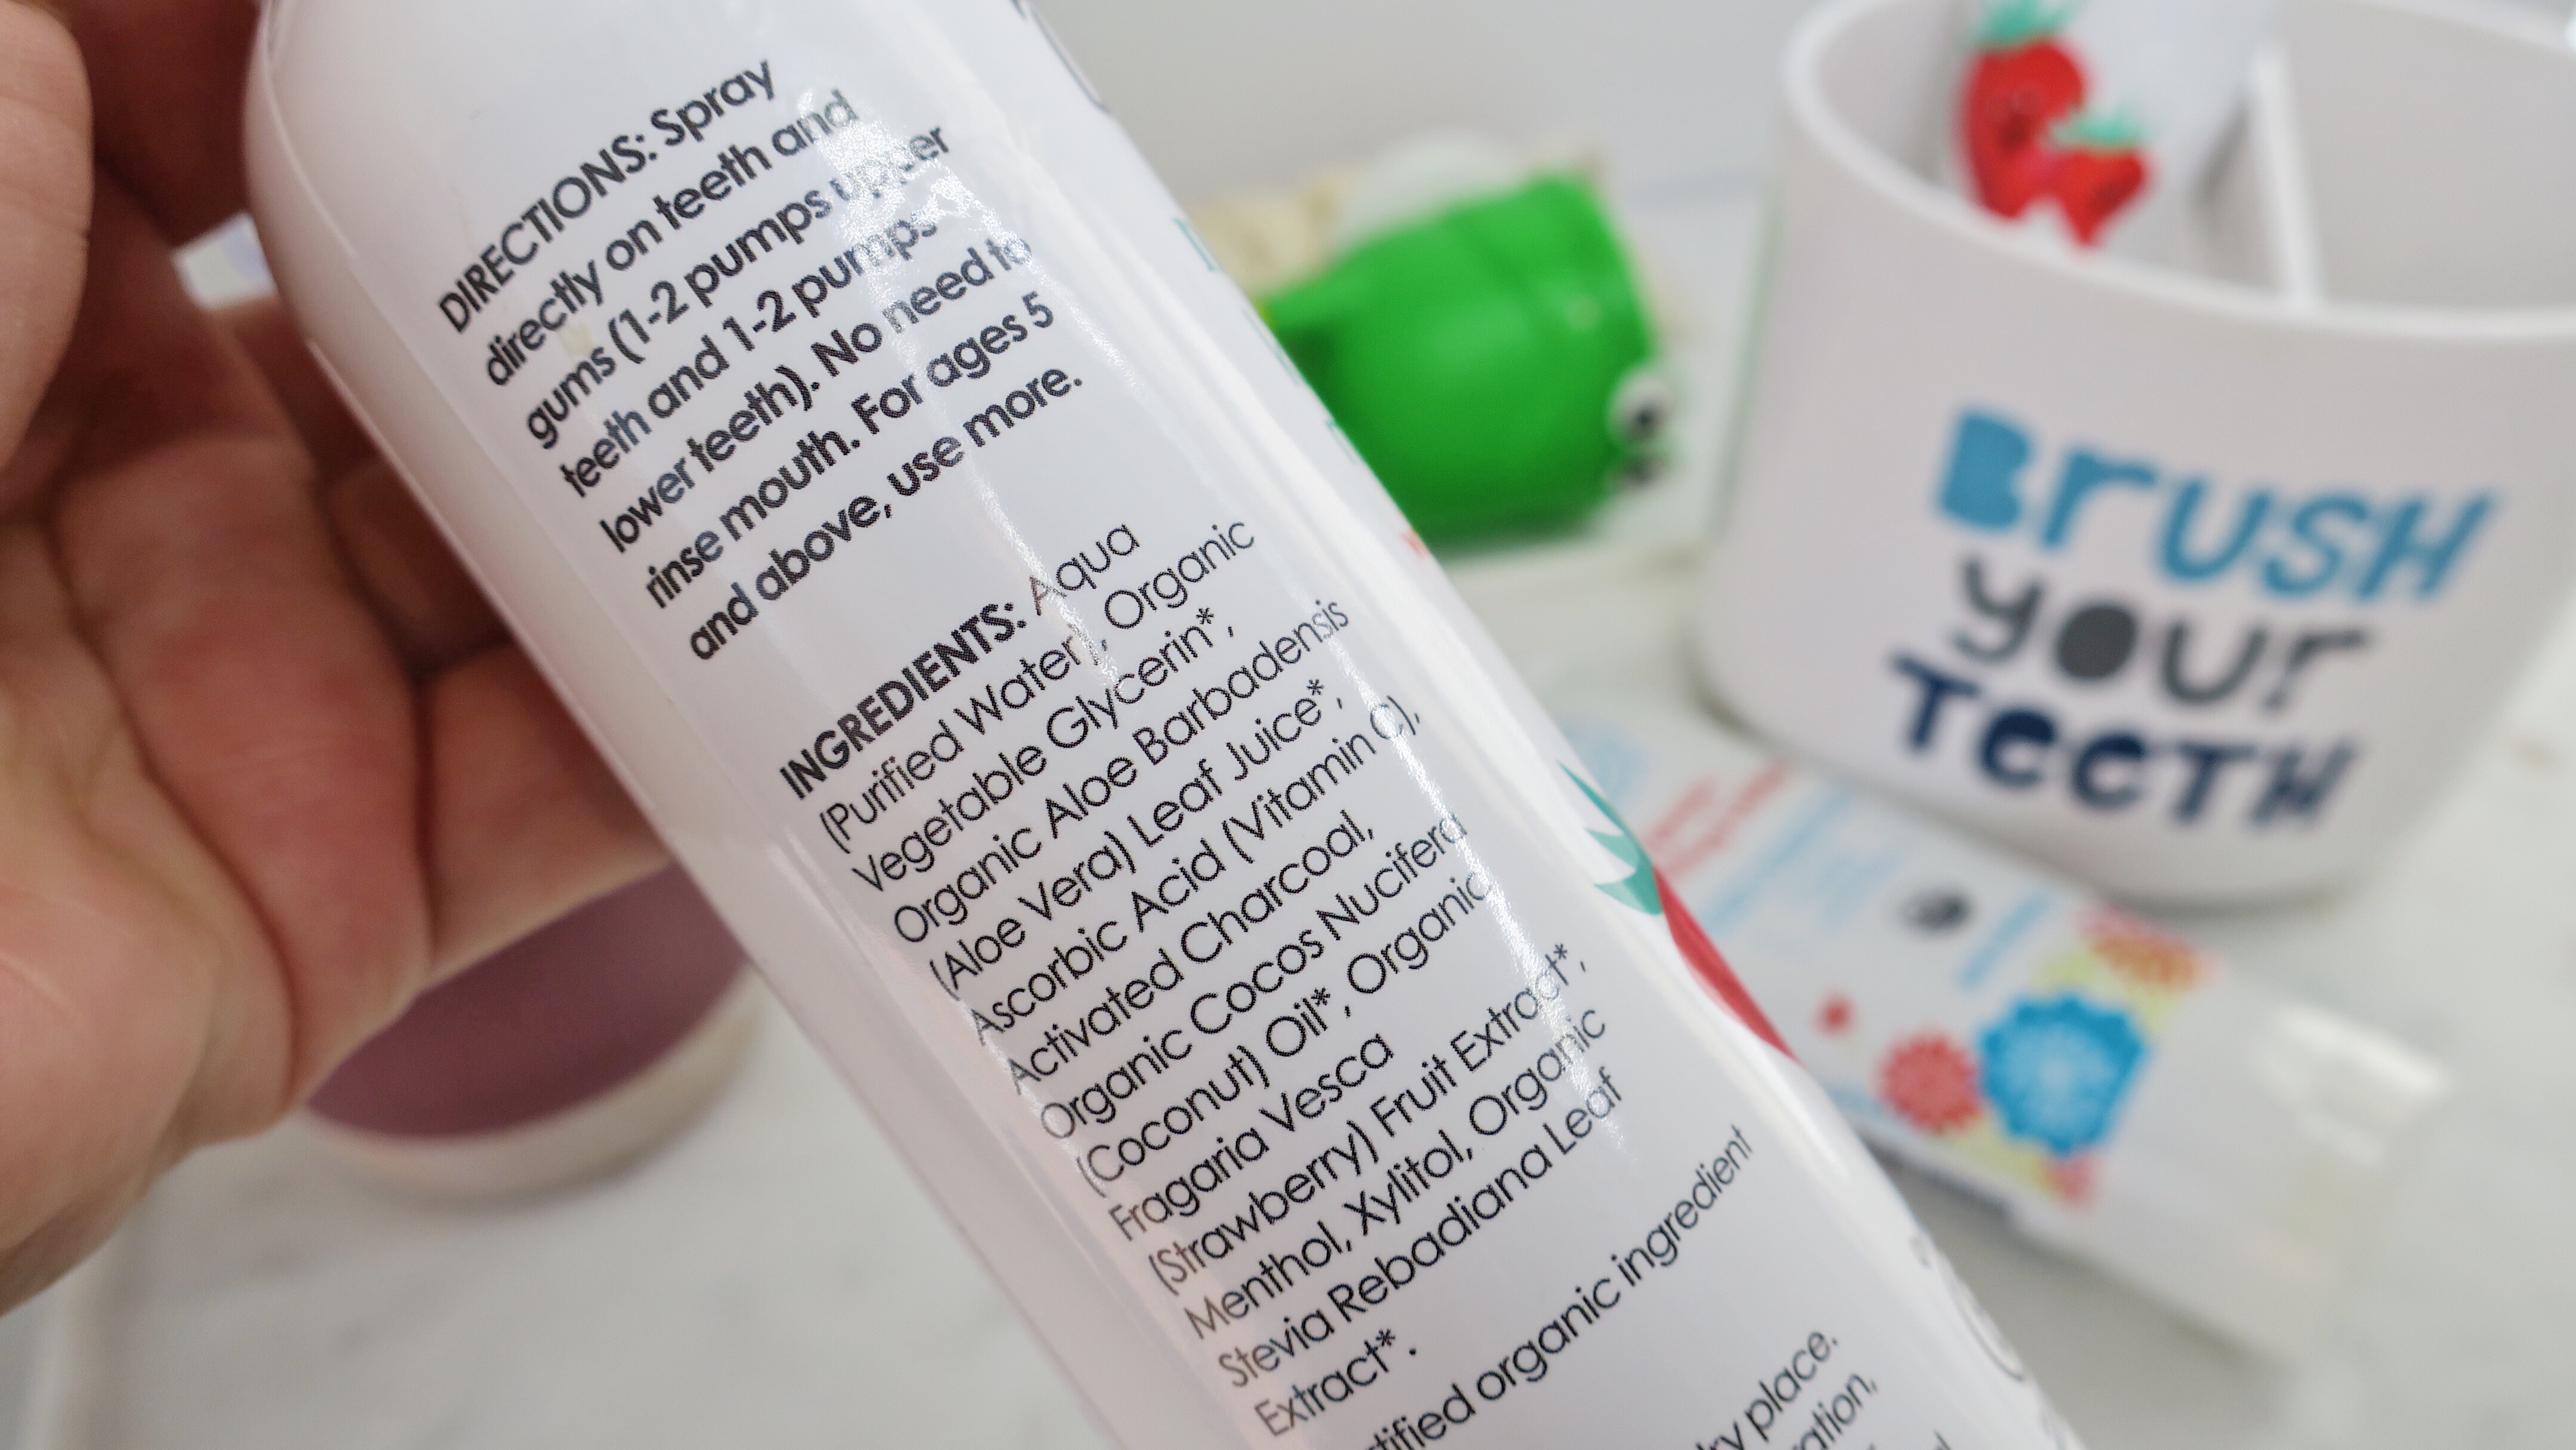 DIRECTIONS: Spray
directly on teeth and
gums (1-2 pumps upper
teeth and 1-2 pumps
lower teeth). No need to
rinse mouth. For ages 5
and above, use more.
INGREDIENTS: Aqua
(Purified Water), Organic
Vegetable Glycerin*,
Organic Aloe Barbadensis
(Aloe Vera) Leaf Juice*,
Ascorbic Acid (Vitamin C),
Activated Charcoal,
Organic Cocos Nucifera
(Coconut) Oil*, Organic
Fragaria Vesca
(Strawberry) Fruit Extract*,
Menthol, Xylitol, Organic
Stevia Rebadiana Leaf
Extract*.
organic ingredient
place.
BrUSH
your
TeeTH